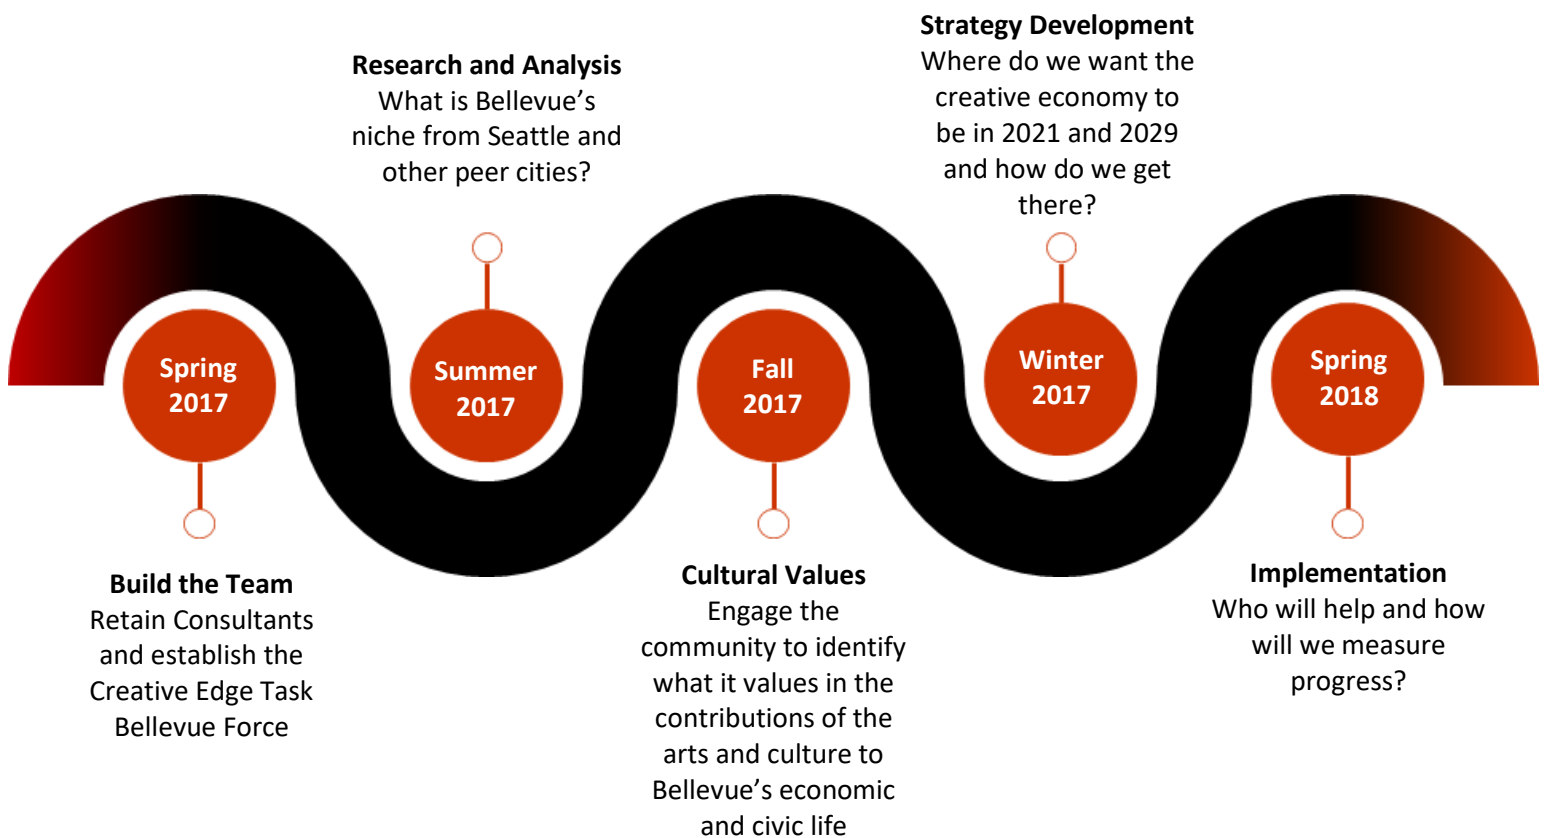 Spring
2017
Build the Team
Retain Consultants
and establish the
Creative Edge Task
Bellevue Force
Research and Analysis
What is Bellevue’s
niche from Seattle and
other peer cities?
Summer
2017
Fall
2017
Cultural Values
Engage the
community to identify
what it values in the
contributions of the
arts and culture to
Bellevue’s economic
and civic life
Strategy Development
Where do we want the
creative economy to
be in 2021 and 2029
and how do we get
there?
Winter
2017
Spring
2018
Implementation
Who will help and how
will we measure
progress?